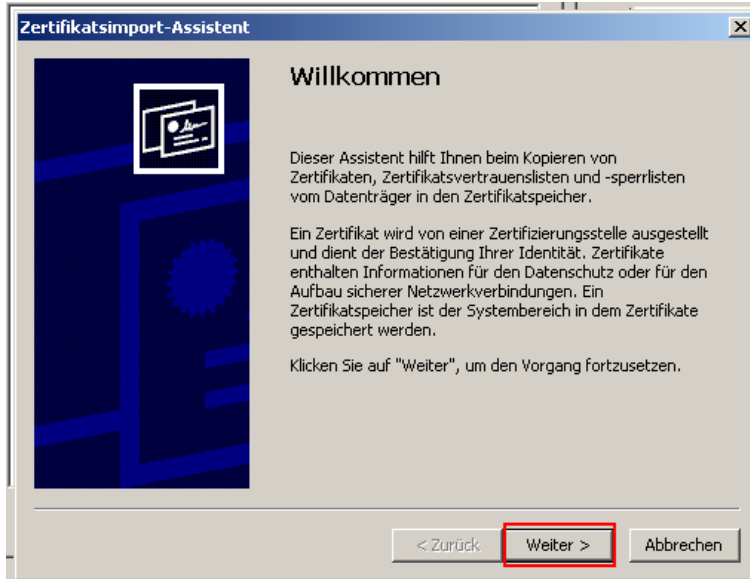 Zertifikatsimport-Assistent
Willkommen
Dieser Assistent hilft Ihnen beim Kopieren von
Zertifikaten, Zertifikatsvertrauenslisten und -sperrlisten
vom Datenträger in den Zertifikatspeicher.
Ein Zertifikat wird von einer Zertifizierungsstelle ausgestellt
und dient der Bestätigung Ihrer Identität. Zertifikate
enthalten Informationen für den Datenschutz oder für den
Aufbau sicherer Netzwerkverbindungen. Ein
Zertifikatspeicher ist der Systembereich in dem Zertifikate
gespeichert werden.
Klicken Sie auf "Weiter", um den Vorgang fortzusetzen.
< Zurück Weiter > Abbrechen